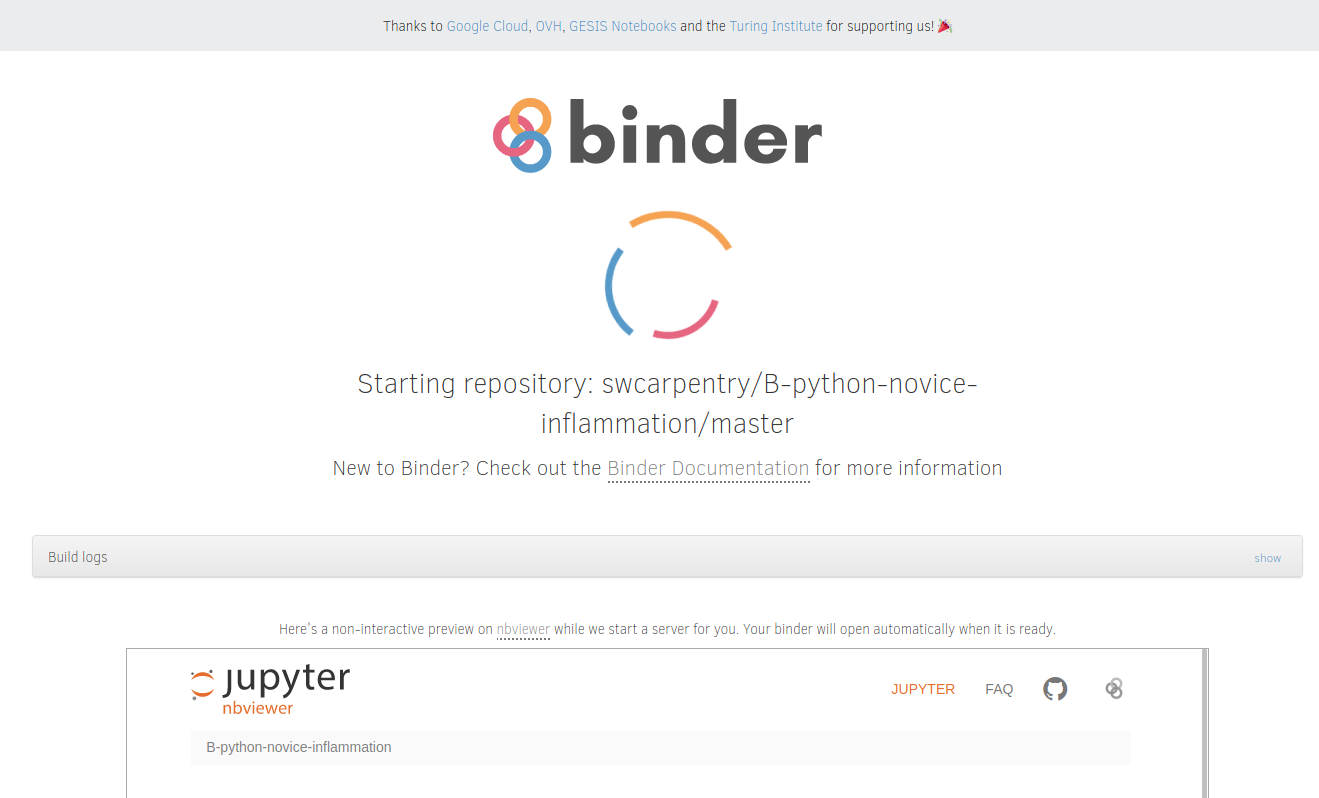 Thanks to Google Cloud, OVH, GESIS Notebooks and the Turing Institute for supporting us! 🎉
binder
Starting repository: swcarpentry/B-python-novice-
inflammation/master
New to Binder? Check out the Binder Documentation for more information
Build logs show
Here's a non-interactive preview on nbviewer while we start a server for you. Your binder will open automatically when it is ready.
jupyter
nbviewer
JUPYTER FAQ
B-python-novice-inflammation